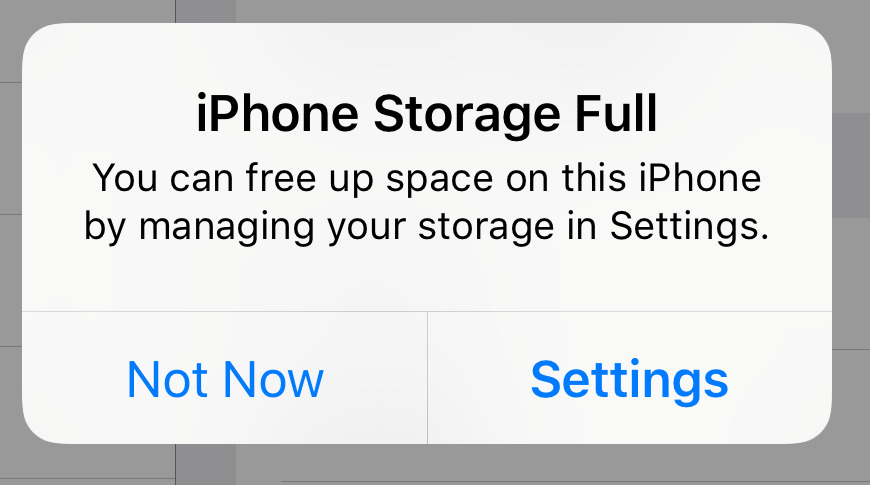 iPhone Storage Full
You can free up space on this iPhone
by managing your storage in Settings.
Not Now
Settings